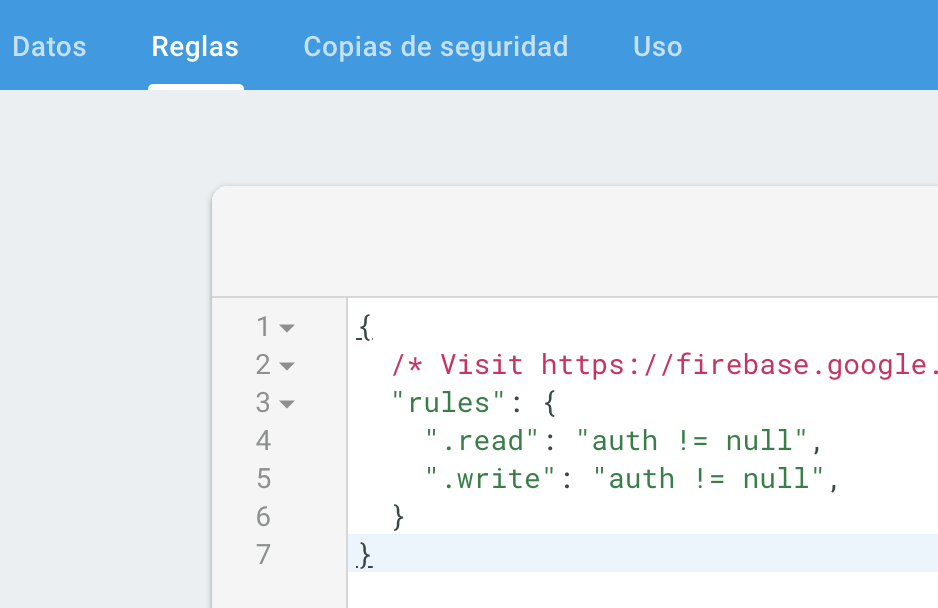 Datos Reglas Copias de seguridad Uso
1 {
2 /* Visit https://firebase.google.
3 "rules": {
4 ".read": "auth != null",
5 ".write": "auth != null",
6 }
7 }